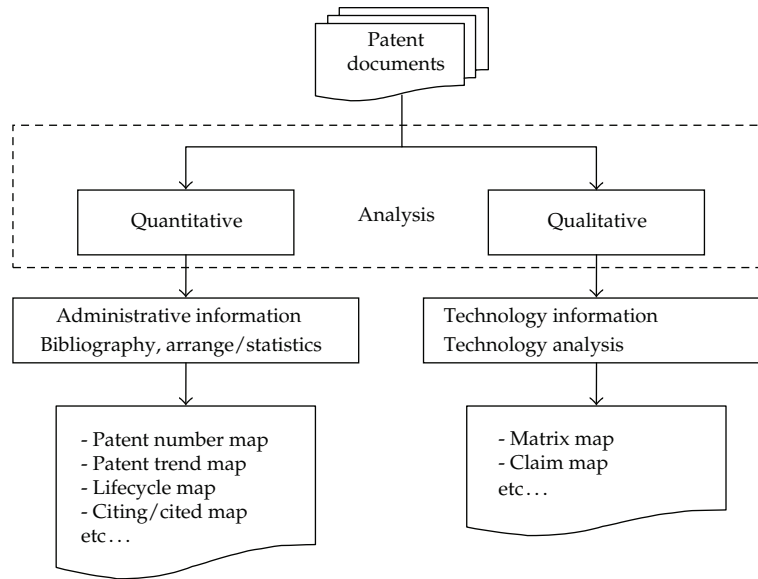 Patent
documents
Quantitative
Analysis
Qualitative
Administrative information
Bibliography, arrange/statistics
Technology information
Technology analysis
- Patent number map
- Patent trend map
- Lifecycle map
- Citing/cited map
etc...
- Matrix map
- Claim map
etc...